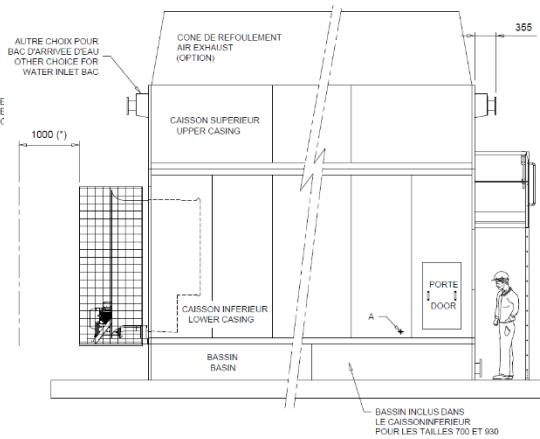 AUTRE CHOIX POUR
BAC D'ARRIVEE D'EAU
OTHER CHOICE FOR
WATER INLET BAC
CONE DE REFOULEMENT
AIR EXHAUST
(OPTION)
355
1000 (*)
CAISSON SUPERIEUR
UPPER CASING
PORTE
DOOR
CAISSON INFERIEUR
LOWER CASING
A
BASSIN
BASIN
BASSIN INCLUS DANS
LE CAISSONINFERIEUR
POUR LES TAILLES 700 ET 930